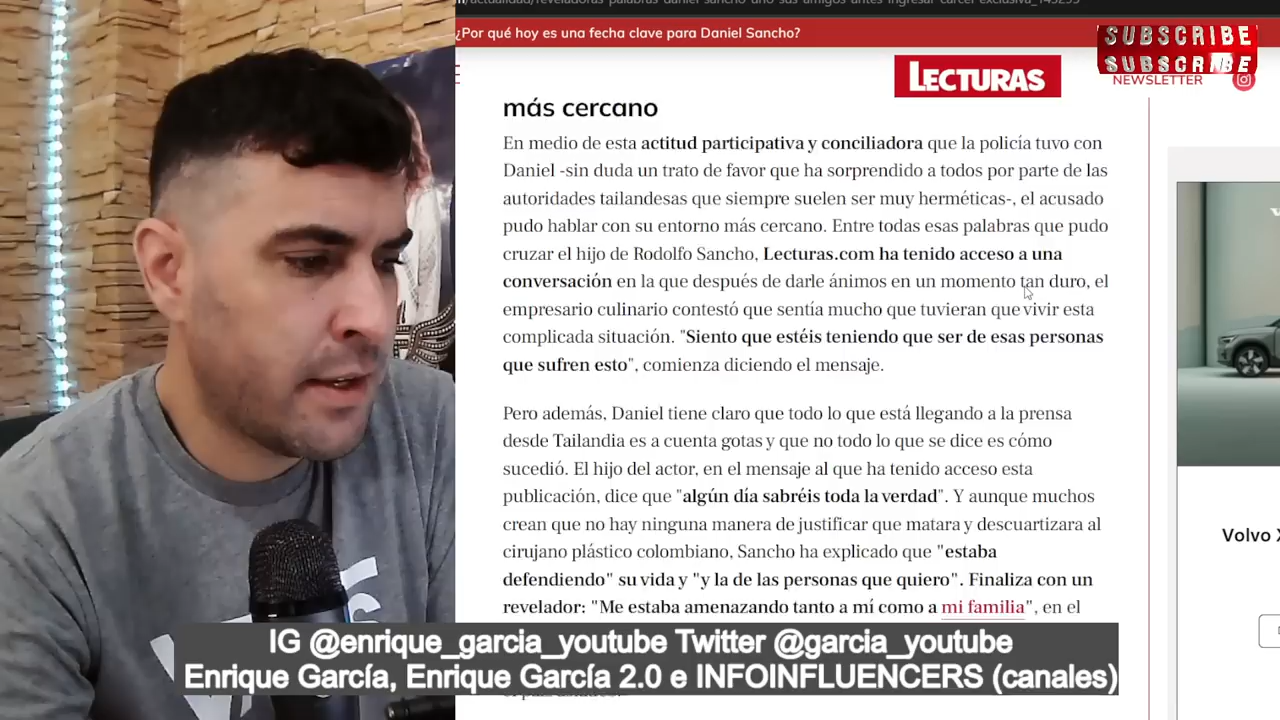 ¿Por qué hoy es una fecha clave para Daniel Sancho?
SUBSCRIBE
SUBSCRIBE
LECTURAS
NEWSLETTER
más cercano
En medio de esta actitud participativa y conciliadora que la policía tuvo con
Daniel -sin duda un trato de favor que ha sorprendido a todos por parte de las
autoridades tailandesas que siempre suelen ser muy herméticas-, el acusado
pudo hablar con su entorno más cercano. Entre todas esas palabras que pudo
cruzar el hijo de Rodolfo Sancho, Lecturas.com ha tenido acceso a una
conversación en la que después de darle ánimos en un momento tan duro, el
empresario culinario contestó que sentía mucho que tuvieran que vivir esta
complicada situación. "Siento que estéis teniendo que ser de esas personas
que sufren esto", comienza diciendo el mensaje.
Pero además, Daniel tiene claro que todo lo que está llegando a la prensa
desde Tailandia es a cuenta gotas y que no todo lo que se dice es cómo
sucedió. El hijo del actor, en el mensaje al que ha tenido acceso esta
publicación, dice que "algún día sabréis toda la verdad". Y aunque muchos
crean que no hay ninguna manera de justificar que matara y descuartizara al
cirujano plástico colombiano, Sancho ha explicado que "estaba
defendiendo" su vida y "y la de las personas que quiero". Finaliza con un
revelador: "Me estaba amenazando tanto a mí como a mi familia", en el
Volvo X
IG @enrique_garcia_youtube Twitter @garcia_youtube
Enrique García, Enrique García 2.0 e INFOINFLUENCERS (canales)